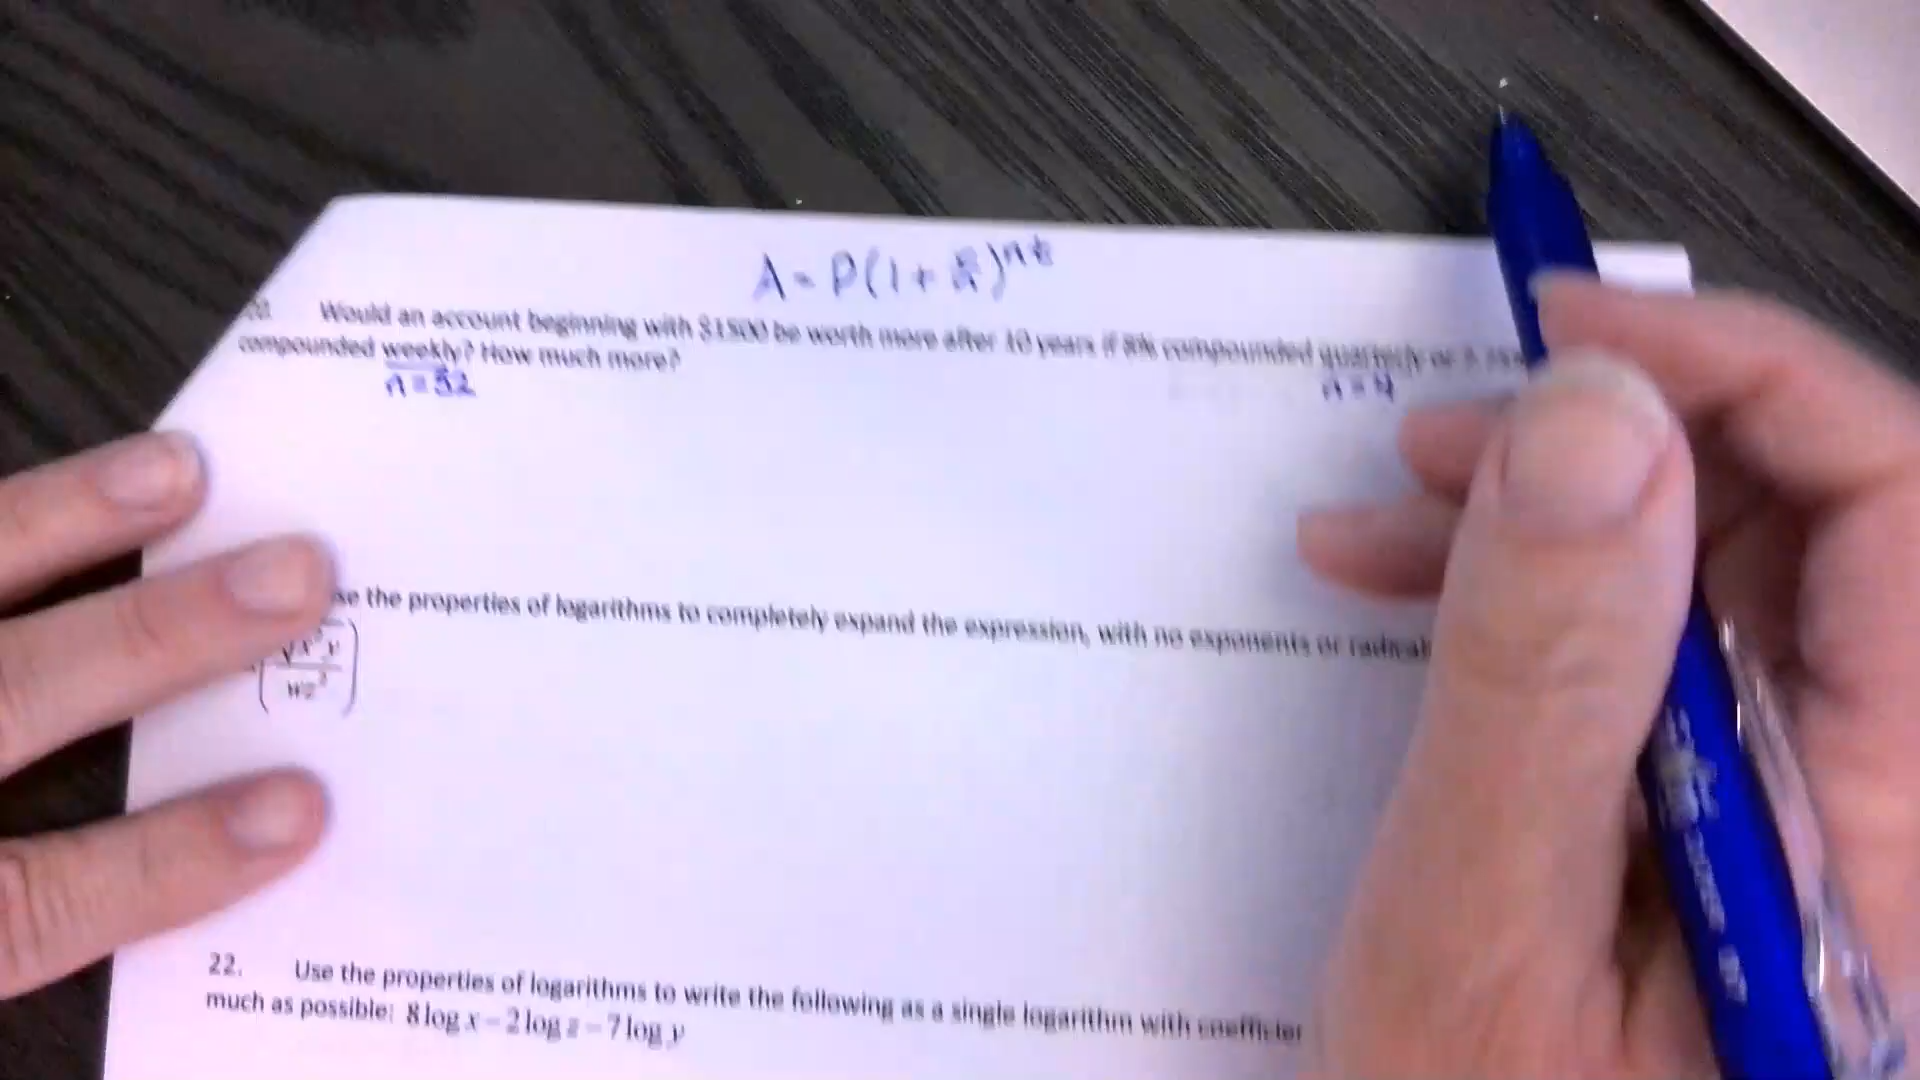 A = P(1 + )^nt
20. Would an account beginning with $1500 be worth more after 10 years if 8% compounded quarterly or
compounded weekly? How much more?
n = 52
n = 4
se the properties of logarithms to completely expand the expression, with no exponents or radical
22. Use the properties of logarithms to write the following as a single logarithm with
much as possible: 8 log x − 2 log z − 7 log y